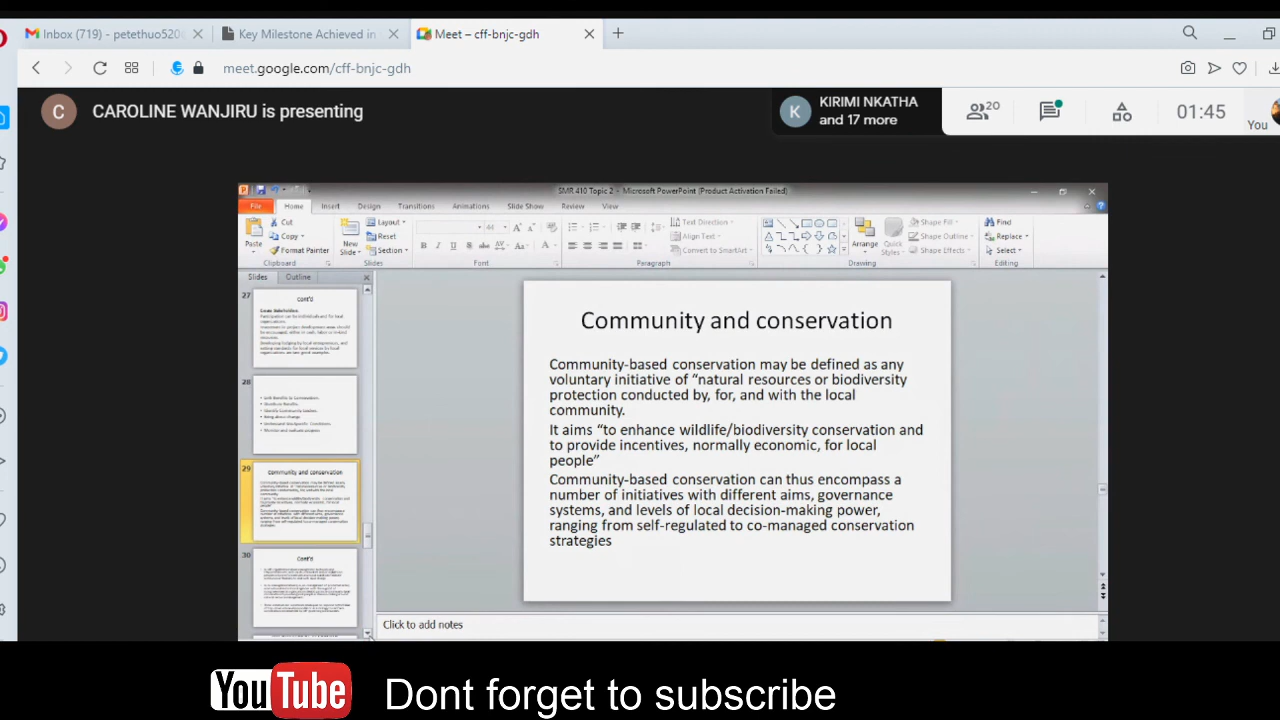 Inbox (719) - petethuo520
Key Milestone Achieved in
Meet – cff-bnjc-gdh
meet.google.com/cff-bnjc-gdh
C
CAROLINE WANJIRU is presenting
K
KIRIMI NKATHA
and 17 more
20
01:45
You
SMR 410 Topic 2 - Microsoft PowerPoint (Product Activation Failed)
File
Home
Insert
Design
Transitions
Animations
Slide Show
Review
View
Paste
Cut
Copy
Format Painter
Clipboard
New
Slide
Layout
Reset
Section
Slides
Font
Text Direction
Align Text
Convert to SmartArt
Paragraph
Arrange
Quick
Styles
Shape Fill
Shape Outline
Shape Effects
Drawing
Find
Replace
Select
Editing
Slides
Outline
27
Cont'd
28
29
Community and conservation
30
Cont'd
Community and conservation
Community-based conservation may be defined as any
voluntary initiative of “natural resources or biodiversity
protection conducted by, for, and with the local
community.
It aims “to enhance wildlife/biodiversity conservation and
to provide incentives, normally economic, for local
people”
Community-based conservation can thus encompass a
number of initiatives with different aims, governance
systems, and levels of local decision-making power,
ranging from self-regulated to co-managed conservation
strategies
Click to add notes
YouTube
Dont forget to subscribe